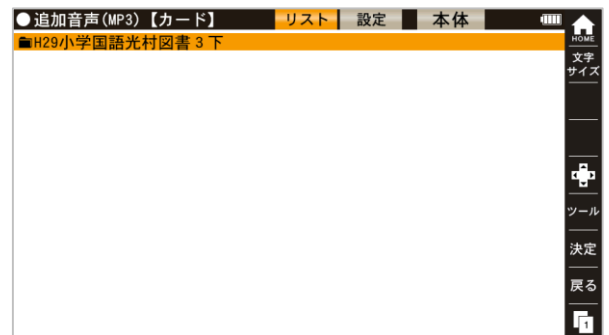 ●追加音声(MP3)【カード】 リスト 設定 本体
H29小学国語光村図書3下
HOME
文字
サイズ
ツール
決定
戻る
1